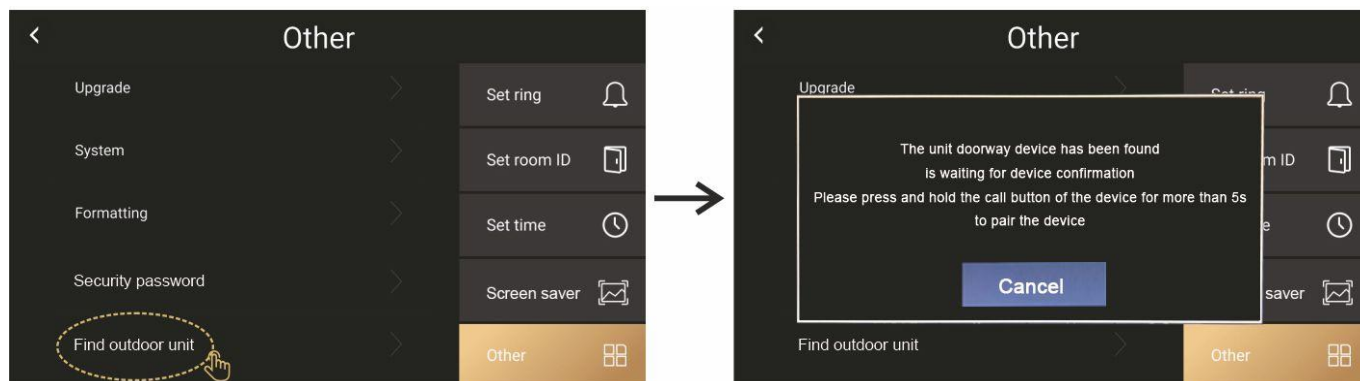 Other
Upgrade
System
Formatting
Security password
Find outdoor unit
Set ring
Set room ID
Set time
Screen saver
Other
Other
Upgrade
The unit doorway device has been found
is waiting for device confirmation
Please press and hold the call button of the device for more than 5s
to pair the device
Cancel
Find outdoor unit
Set ring
m ID
e
saver
Other